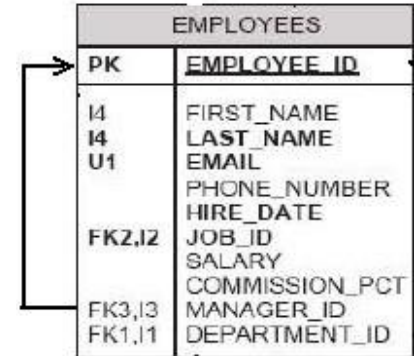 EMPLOYEES
PK EMPLOYEE_ID
I4 FIRST_NAME
I4 LAST_NAME
U1 EMAIL
PHONE_NUMBER
HIRE_DATE
FK2,I2 JOB_ID
SALARY
COMMISSION_PCT
FK3,I3 MANAGER_ID
FK1,I1 DEPARTMENT_ID